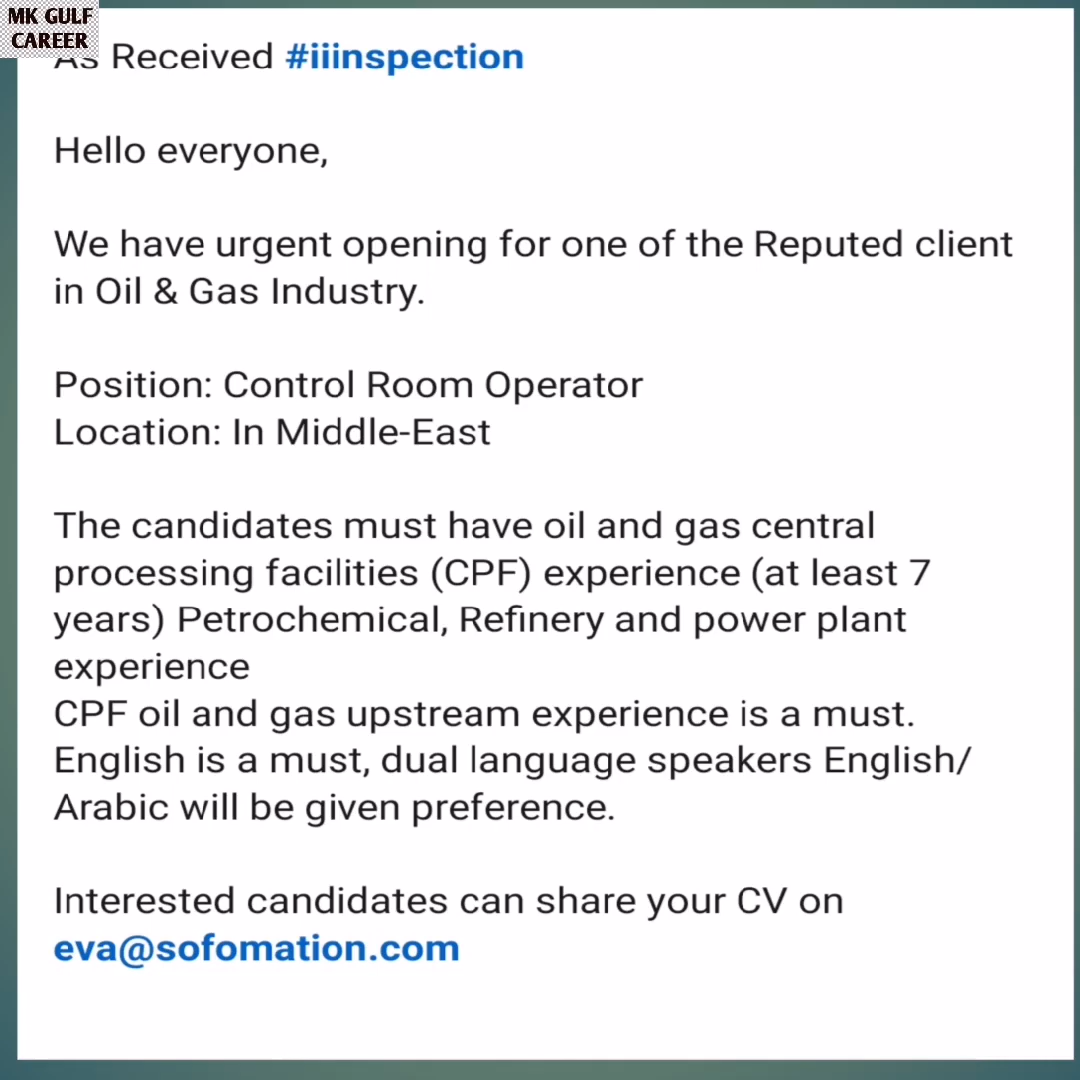 MK GULF
CAREER
As Received #iiinspection
Hello everyone,
We have urgent opening for one of the Reputed client
in Oil & Gas Industry.
Position: Control Room Operator
Location: In Middle-East
The candidates must have oil and gas central
processing facilities (CPF) experience (at least 7
years) Petrochemical, Refinery and power plant
experience
CPF oil and gas upstream experience is a must.
English is a must, dual language speakers English/
Arabic will be given preference.
Interested candidates can share your CV on
eva@sofomation.com